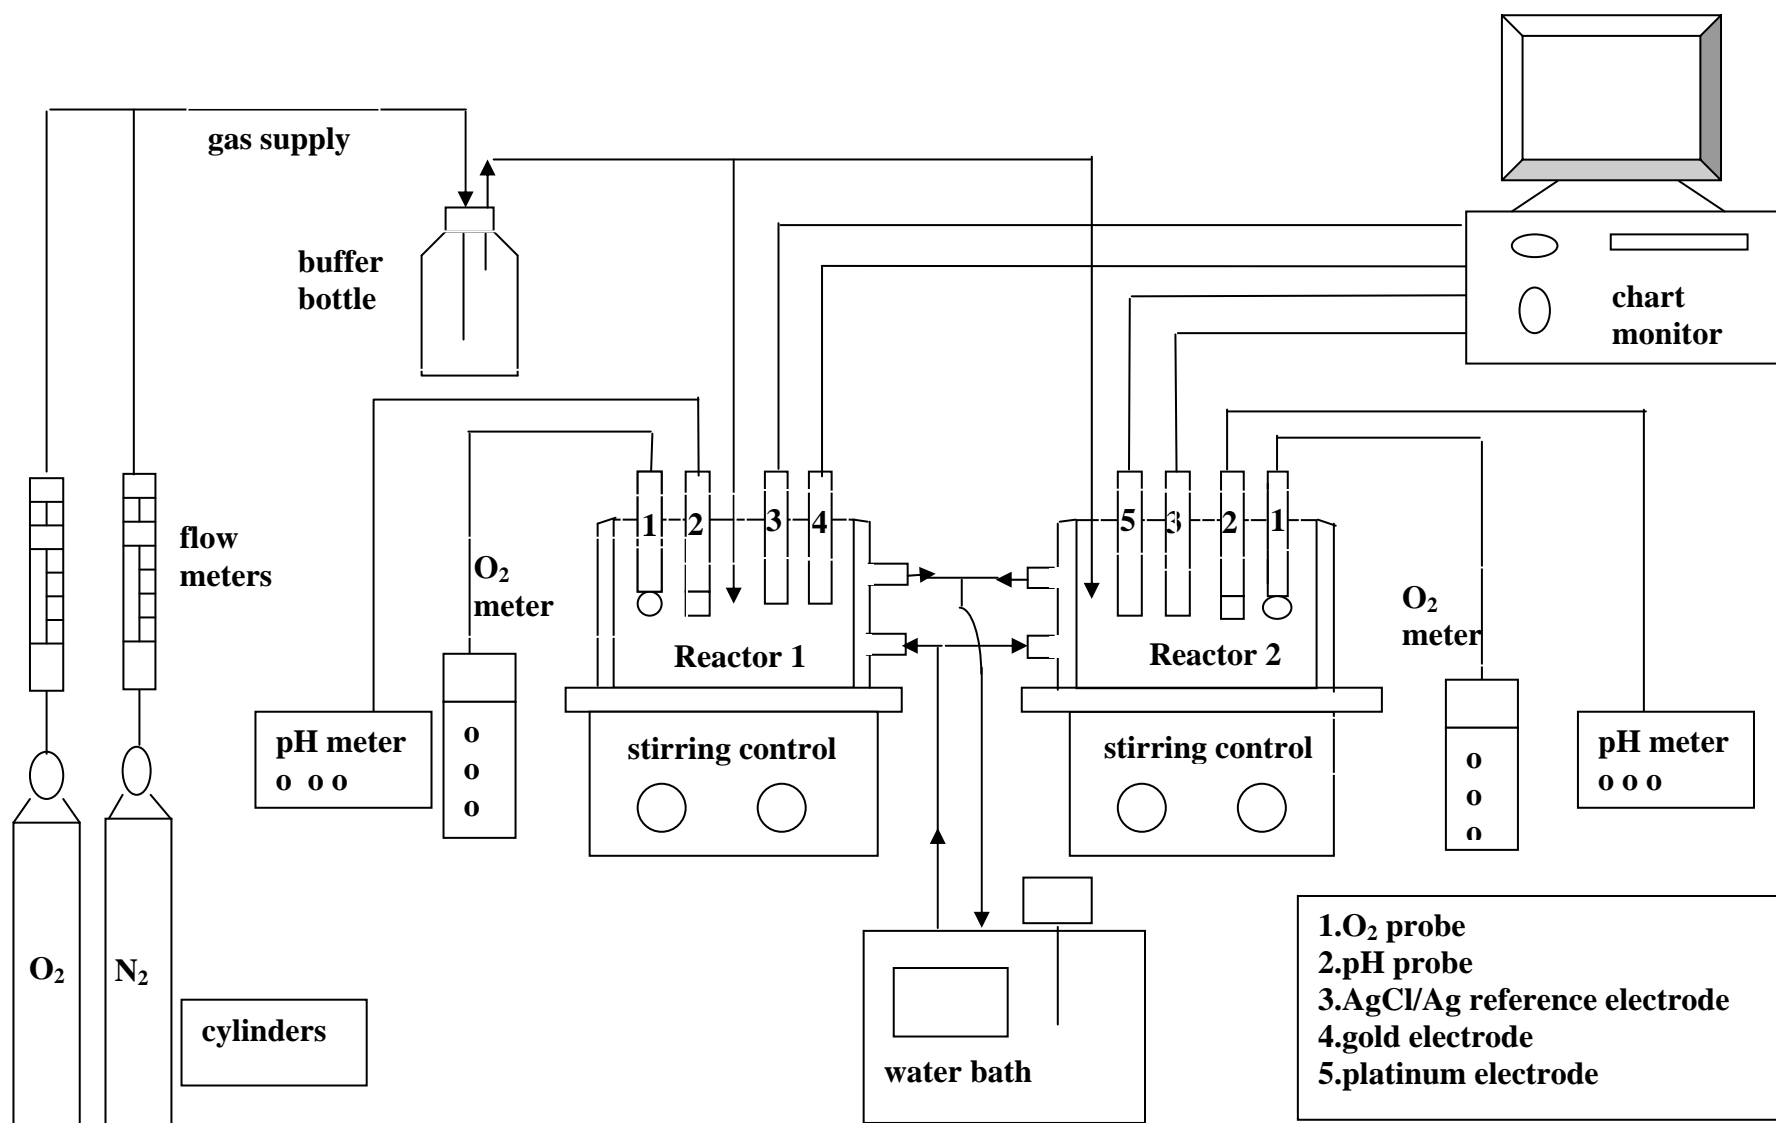 gas supply
buffer
bottle
chart
monitor
flow
meters
O₂
meter
1
2
3
4
5
3
2
1
O₂
meter
Reactor 1
Reactor 2
pH meter
o o o
o
o
o
stirring control
stirring control
o
o
o
pH meter
o o o
O₂
N₂
cylinders
water bath
1.O₂ probe
2.pH probe
3.AgCl/Ag reference electrode
4.gold electrode
5.platinum electrode